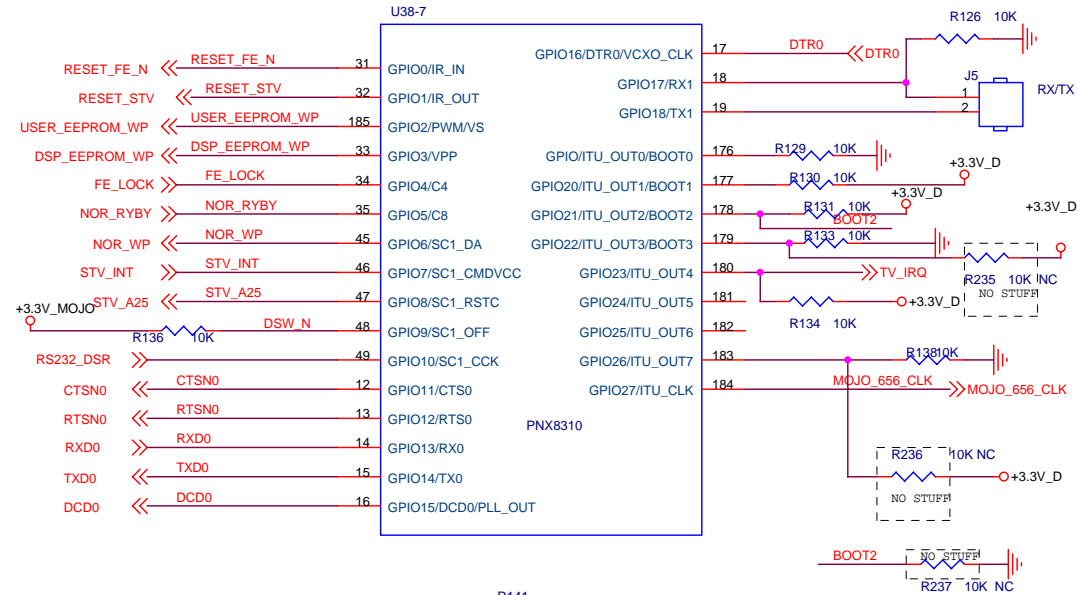 U38-7
R126 10K
RESET_FE_N RESET_FE_N 31 GPIO0/IR_IN
RESET_STV RESET_STV 32 GPIO1/IR_OUT
USER_EEPROM_WP USER_EEPROM_WP 185 GPIO2/PWM/VS
DSP_EEPROM_WP DSP_EEPROM_WP 33 GPIO3/VPP
FE_LOCK FE_LOCK 34 GPIO4/C4
NOR_RYBY NOR_RYBY 35 GPIO5/C8
NOR_WP NOR_WP 45 GPIO6/SC1_DA
STV_INT STV_INT 46 GPIO7/SC1_CMDVCC
STV_A25 STV_A25 47 GPIO8/SC1_RSTC
+3.3V_MOJO
R136 10K DSW_N 48 GPIO9/SC1_OFF
RS232_DSR 49 GPIO10/SC1_CCK
CTSN0 CTSN0 12 GPIO11/CTS0
RTSN0 RTSN0 13 GPIO12/RTS0
RXD0 RXD0 14 GPIO13/RX0
TXD0 TXD0 15 GPIO14/TX0
DCD0 DCD0 16 GPIO15/DCD0/PLL_OUT
PNX8310
GPIO16/DTR0/VCXO_CLK 17 DTR0 DTR0
GPIO17/RX1 18
GPIO18/TX1 19
J5
1
2
RX/TX
GPIO/ITU_OUT0/BOOT0 176 R129 10K
GPIO20/ITU_OUT1/BOOT1 177 R130 10K +3.3V_D
GPIO21/ITU_OUT2/BOOT2 178 R131 10K +3.3V_D
BOOT2
GPIO22/ITU_OUT3/BOOT3 179 R133 10K
+3.3V_D
R235 10K NC
NO STUFF
GPIO23/ITU_OUT4 180 TV_IRQ
GPIO24/ITU_OUT5 181
R134 10K +3.3V_D
GPIO25/ITU_OUT6 182
GPIO26/ITU_OUT7 183 R138 10K
GPIO27/ITU_CLK 184 MOJO_656_CLK MOJO_656_CLK
R236 10K NC
+3.3V_D
NO STUFF
BOOT2 NO STUFF
R237 10K NC